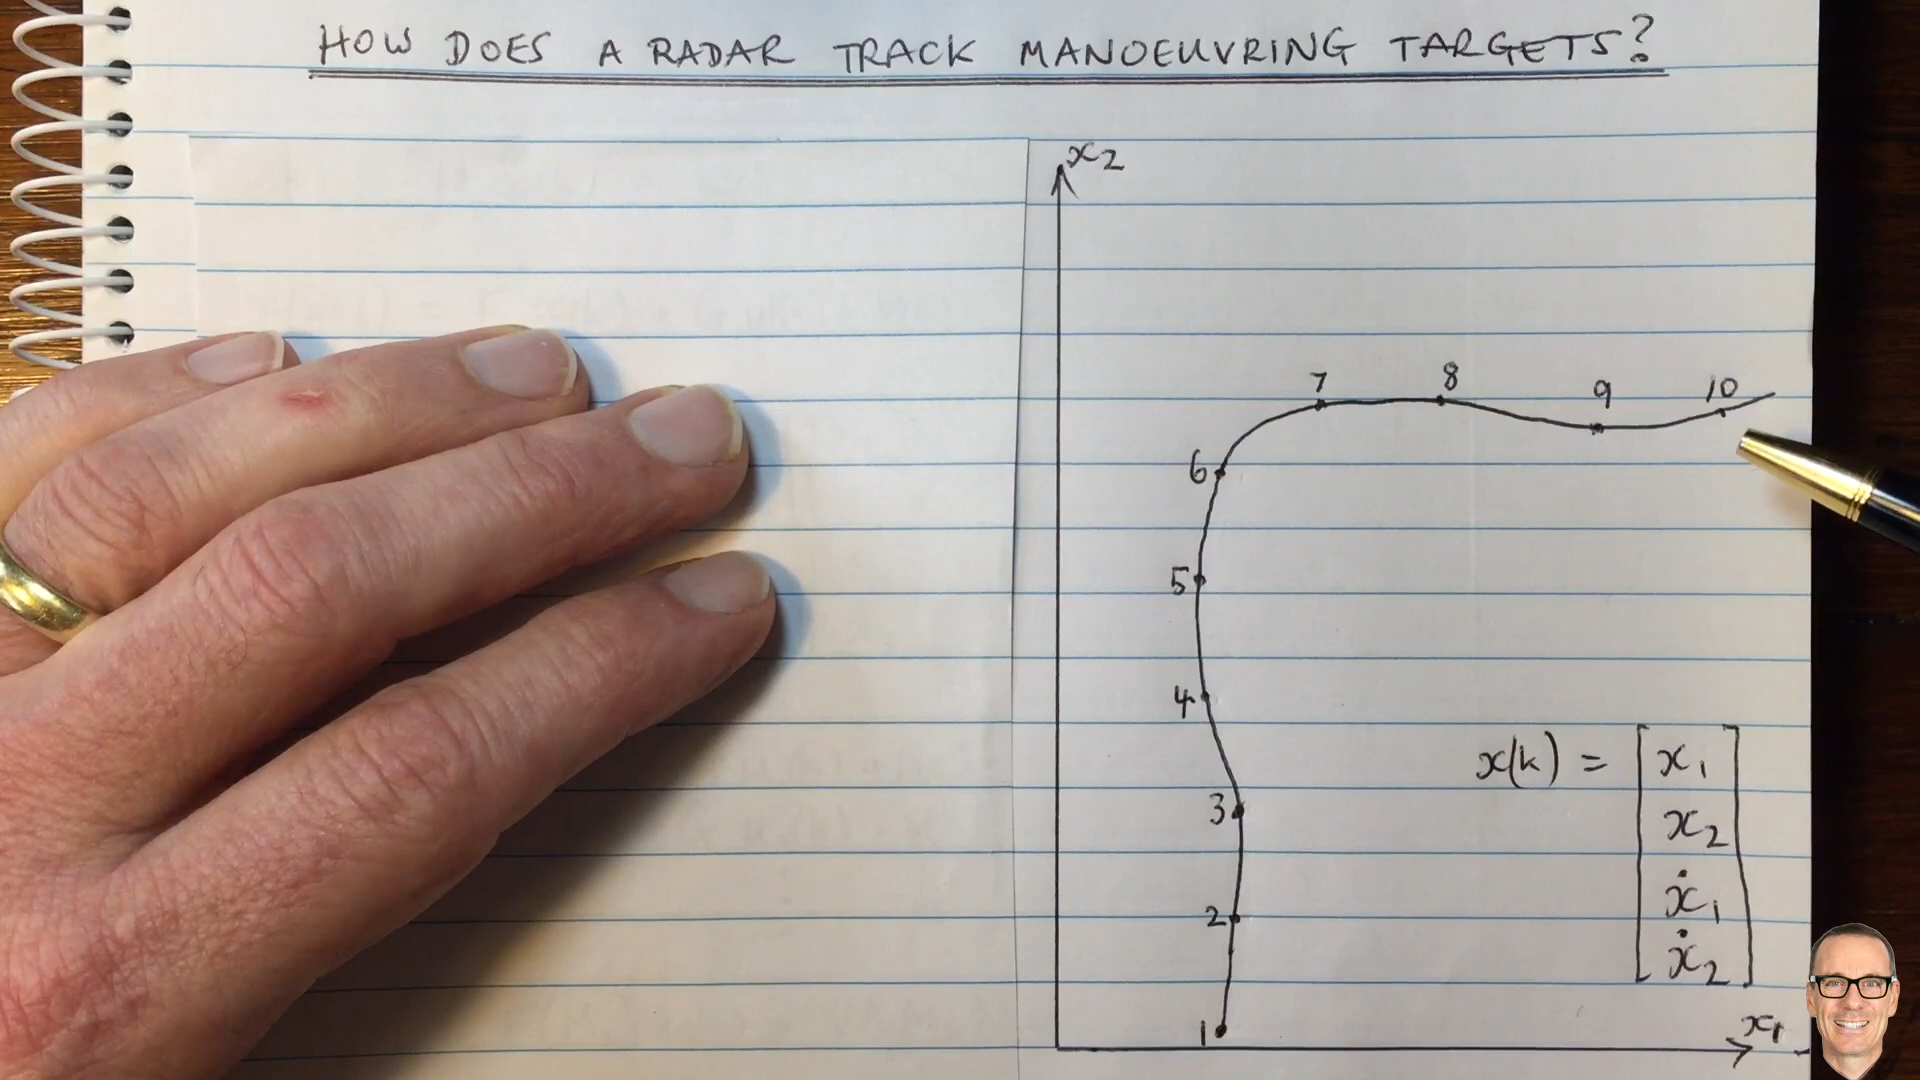 HOW DOES A RADAR TRACK MANOEUVRING TARGETS?
x2
7 8 9 10
6
5
4
3
2
1
x(k) = [x1
x2
ẋ1
ẋ2]
x1